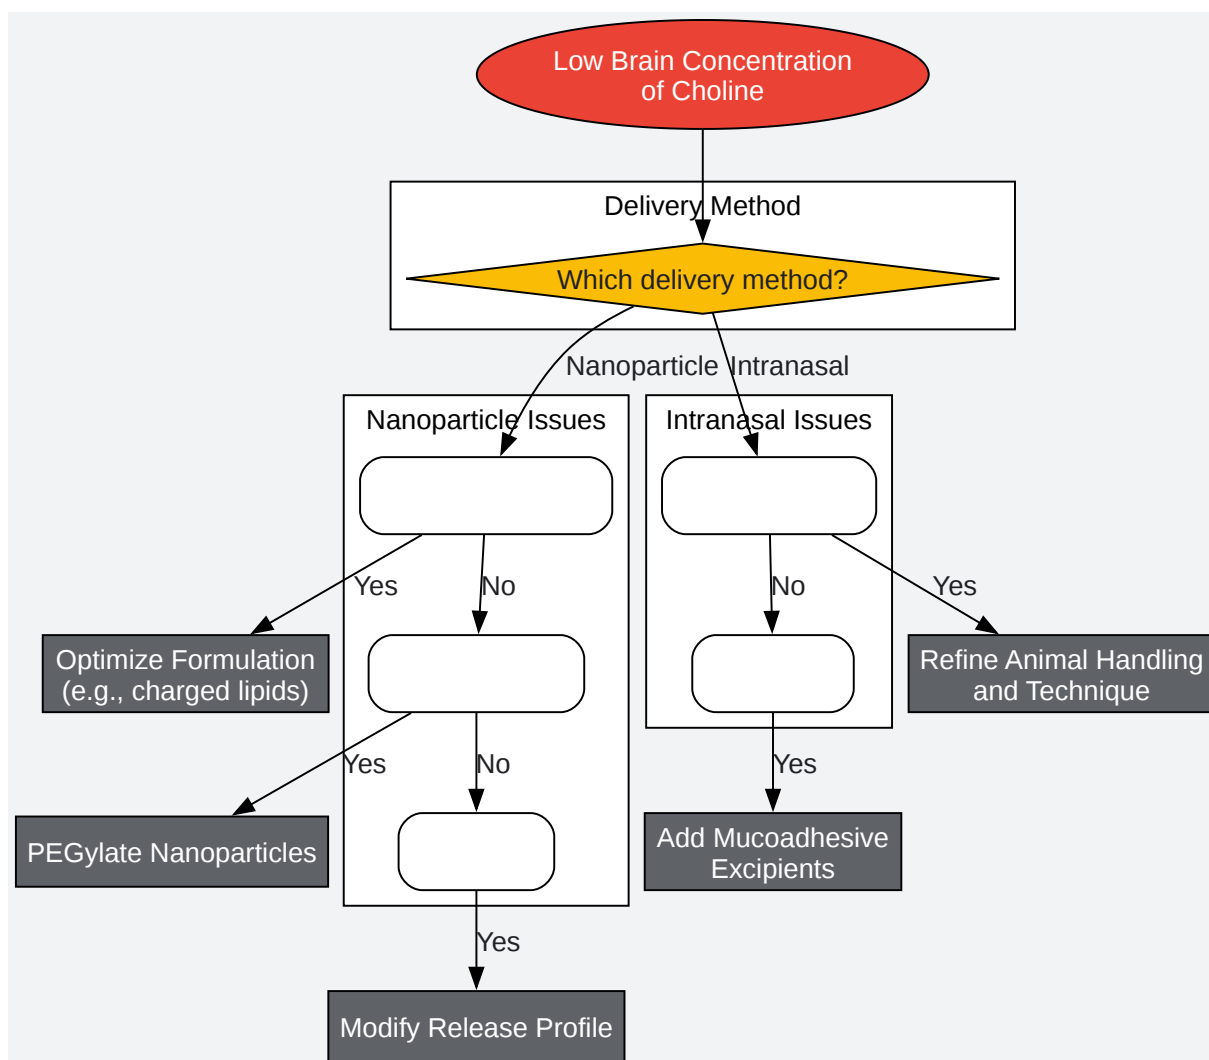 Low Brain Concentration
of Choline
Delivery Method
Which delivery method?
Nanoparticle
Intranasal
Nanoparticle Issues
Intranasal Issues
Yes
No
No
Yes
Optimize Formulation
(e.g., charged lipids)
Refine Animal Handling
and Technique
Yes
No
Yes
PEGylate Nanoparticles
Add Mucoadhesive
Excipients
Yes
Modify Release Profile